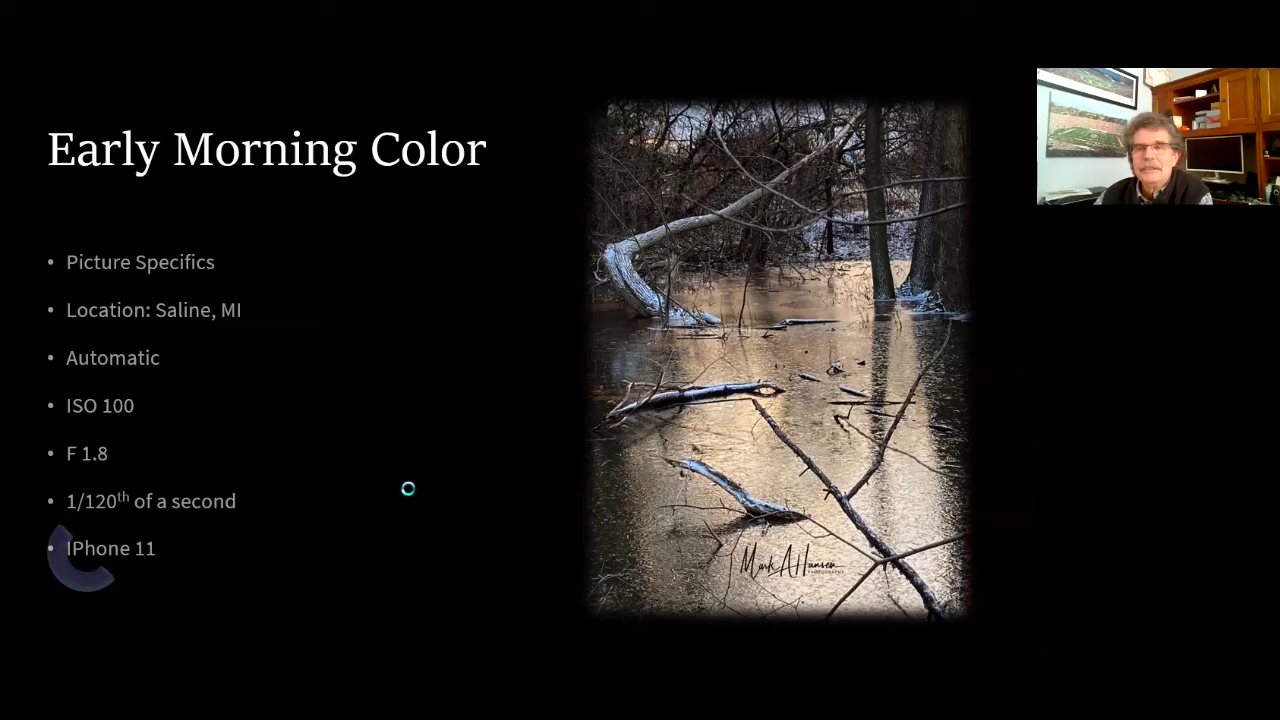 Early Morning Color
• Picture Specifics
• Location: Saline, MI
• Automatic
• ISO 100
• F 1.8
• 1/120th of a second
• IPhone 11
Mark A Hansen
PHOTOGRAPHY